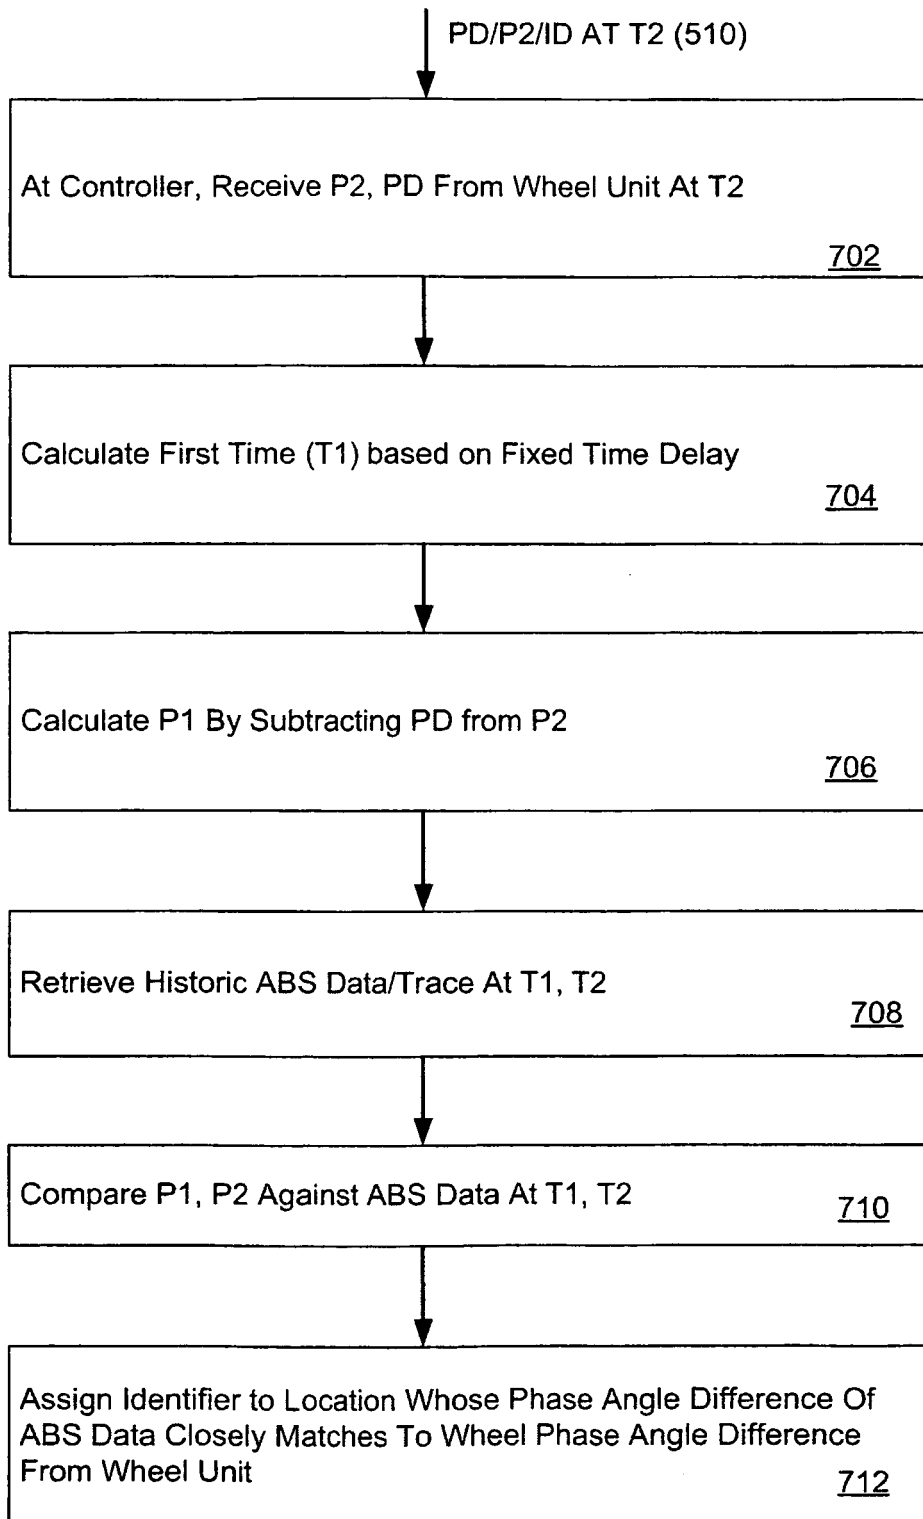 PD/P2/ID AT T2 (510)
At Controller, Receive P2, PD From Wheel Unit At T2
702
Calculate First Time (T1) based on Fixed Time Delay
704
Calculate P1 By Subtracting PD from P2
706
Retrieve Historic ABS Data/Trace At T1, T2
708
Compare P1, P2 Against ABS Data At T1, T2
710
Assign Identifier to Location Whose Phase Angle Difference Of
ABS Data Closely Matches To Wheel Phase Angle Difference
From Wheel Unit
712